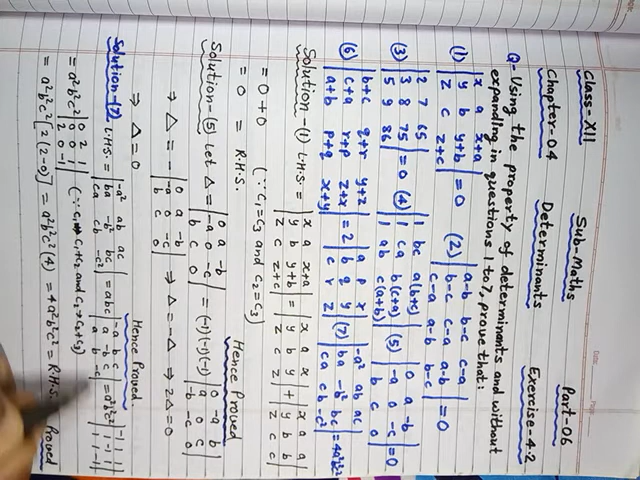 Class-XII Sub-Maths Part-06
Chapter-04 Determinants Exercise-4.2
Q- Using the property of determinants and without
expanding in questions 1 to 7, prove that:
(1) |x a x+a| |y b y+b| |z c z+c| = 0 (2) |a-b b-c c-a| |b-c c-a a-b| |c-a a-b b-c| = 0
(3) |2 7 65| |3 8 75| |5 9 86| = 0 (4) |1 bc a(b+c)| |1 ca b(c+a)| |1 ab c(a+b)| (5) |0 a -b| |-a 0 -c| |b c 0| = 0
(6) |b+c q+r y+z| |c+a r+p z+x| |a+b p+q x+y| = 2 |a p x| |b q y| |c r z| (7) |-a² ab ac| |ba -b² bc| |ca cb -c²| = 4a²b²c²
Solution-(1) L.H.S. = |x a x+a| |y b y+b| |z c z+c| = |x a x| |y b y| |z c z| + |x a a| |y b b| |z c c|
= 0 + 0 (∵ C₁=C₃ and C₂=C₃)
= 0 = R.H.S. Hence Proved
Solution-(5) Let Δ = |0 a -b| |-a 0 -c| |b c 0| = (-1)(-1)(-1) |0 -a b| |a 0 c| |-b -c 0|
⇒ Δ = - |0 a -b| |-a 0 -c| |b c 0| ⇒ Δ = -Δ ⇒ 2Δ = 0
⇒ Δ = 0 Hence Proved
Solution-(7) L.H.S. = |-a² ab ac| |ba -b² bc| |ca cb -c²| = abc |-a b c| |a -b c| |a b -c| = a²b²c² |-1 1 1| |1 -1 1| |1 1 -1|
= a²b²c² |0 2 1| |0 0 1| |2 0 -1| (∵ C₁→C₁+C₂ and C₂→C₂+C₃)
= a²b²c² [2(2-0)] = a²b²c²(4) = 4a²b²c² = R.H.S. Proved